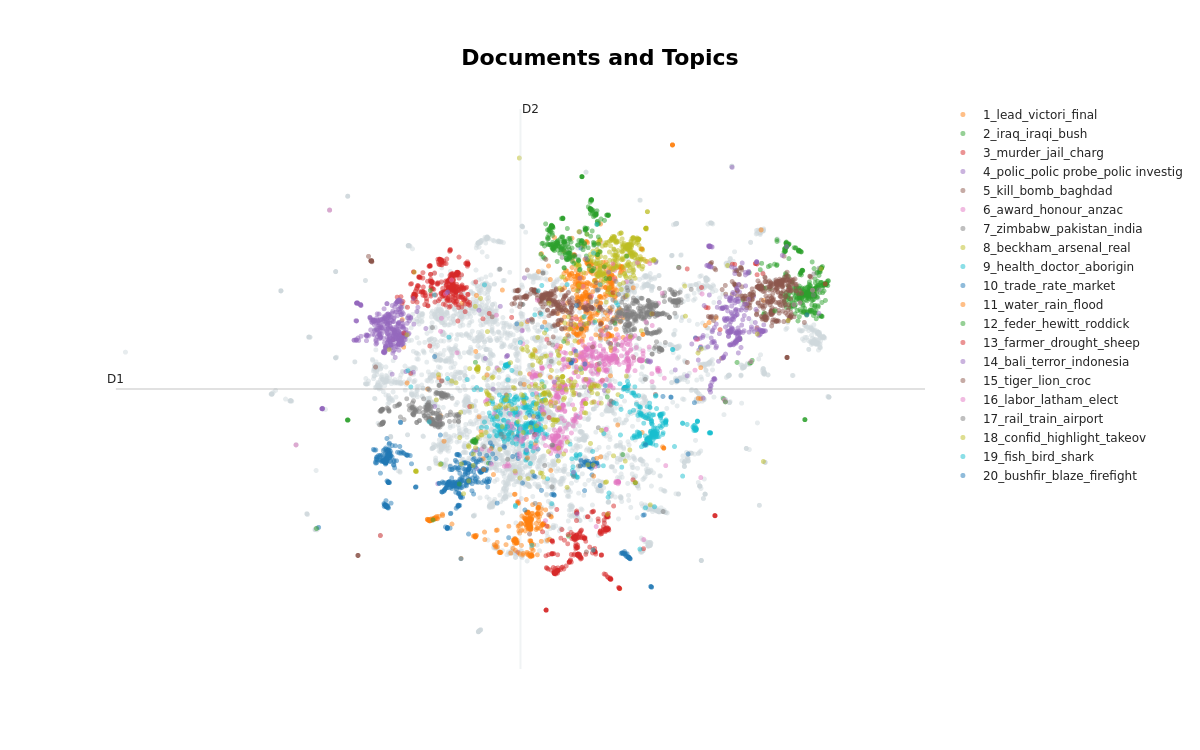 Documents and Topics
D2
D1
1_lead_victori_final
2_iraq_iraqi_bush
3_murder_jail_charg
4_polic_polic probe_polic investig
5_kill_bomb_baghdad
6_award_honour_anzac
7_zimbabw_pakistan_india
8_beckham_arsenal_real
9_health_doctor_aborigin
10_trade_rate_market
11_water_rain_flood
12_feder_hewitt_roddick
13_farmer_drought_sheep
14_bali_terror_indonesia
15_tiger_lion_croc
16_labor_latham_elect
17_rail_train_airport
18_confid_highlight_takeov
19_fish_bird_shark
20_bushfir_blaze_firefight